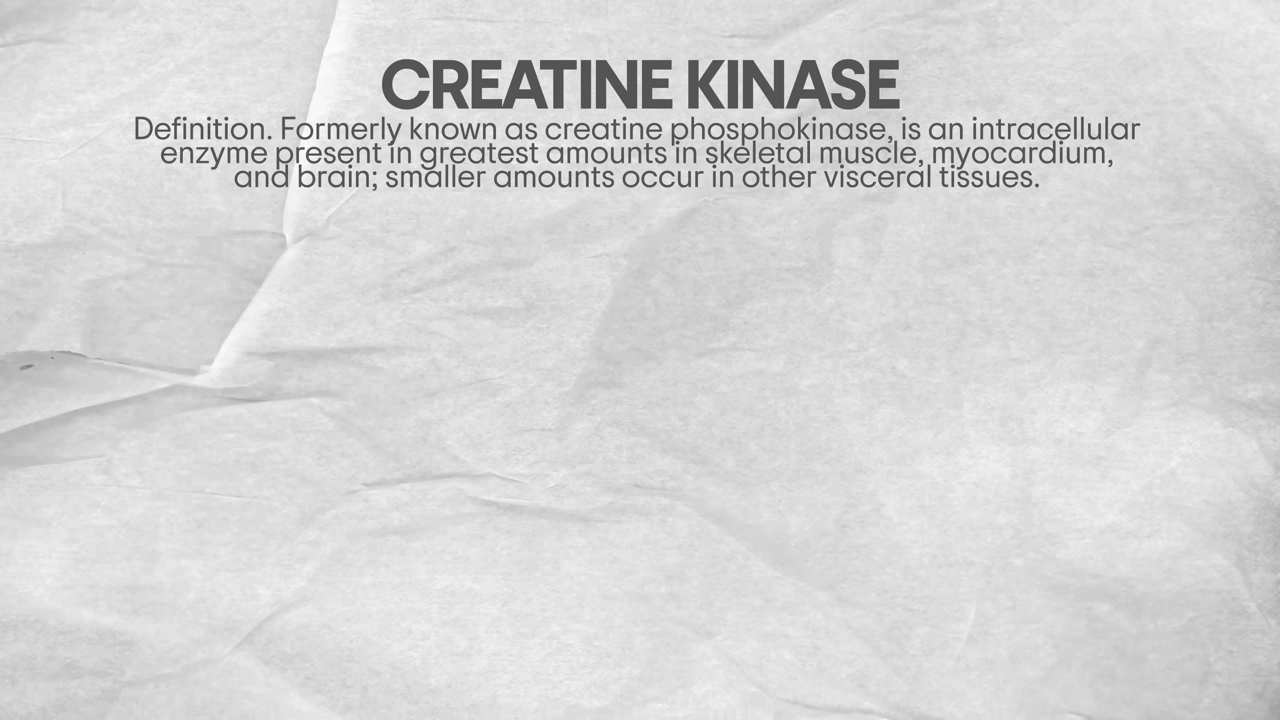 CREATINE KINASE
Definition. Formerly known as creatine phosphokinase, is an intracellular
enzyme present in greatest amounts in skeletal muscle, myocardium,
and brain; smaller amounts occur in other visceral tissues.